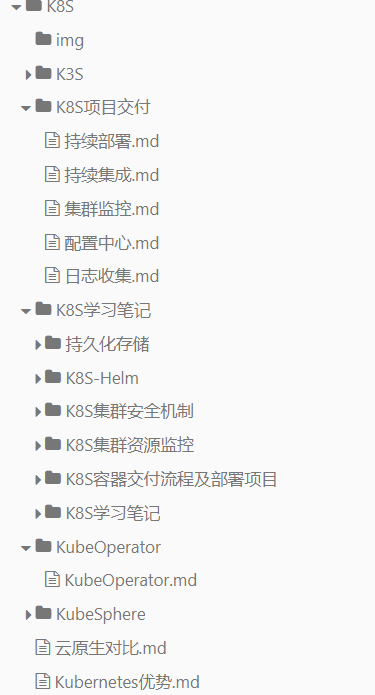 K8S
img
K3S
K8S项目交付
持续部署.md
持续集成.md
集群监控.md
配置中心.md
日志收集.md
K8S学习笔记
持久化存储
K8S-Helm
K8S集群安全机制
K8S集群资源监控
K8S容器交付流程及部署项目
K8S学习笔记
KubeOperator
KubeOperator.md
KubeSphere
云原生对比.md
Kubernetes优势.md